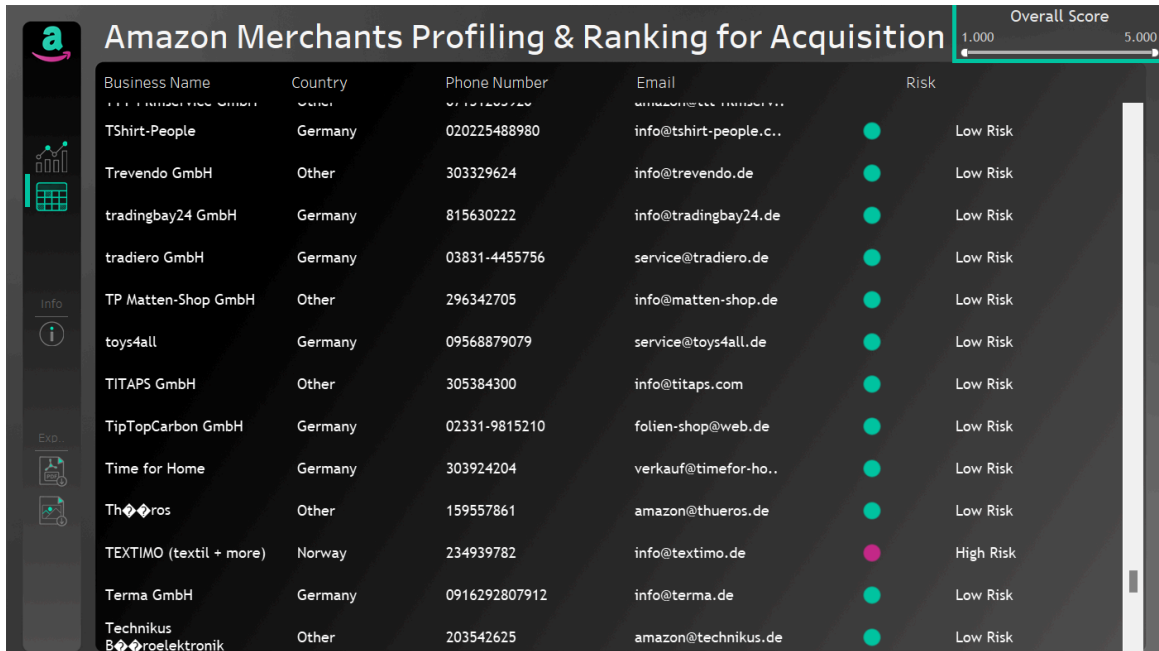 Amazon Merchants Profiling & Ranking for Acquisition
Overall Score
1.000 5.000
Business Name Country Phone Number Email Risk
TShirt-People Germany 020225488980 info@tshirt-people.c.. Low Risk
Trevendo GmbH Other 303329624 info@trevendo.de Low Risk
tradingbay24 GmbH Germany 815630222 info@tradingbay24.de Low Risk
tradiero GmbH Germany 03831-4455756 service@tradiero.de Low Risk
TP Matten-Shop GmbH Other 296342705 info@matten-shop.de Low Risk
toys4all Germany 09568879079 service@toys4all.de Low Risk
TITAPS GmbH Other 305384300 info@titaps.com Low Risk
TipTopCarbon GmbH Germany 02331-9815210 folien-shop@web.de Low Risk
Time for Home Germany 303924204 verkauf@timefor-ho.. Low Risk
Th��ros Other 159557861 amazon@thueros.de Low Risk
TEXTIMO (textil + more) Norway 234939782 info@textimo.de High Risk
Terma GmbH Germany 0916292807912 info@terma.de Low Risk
Technikus
B��roelektronik Other 203542625 amazon@technikus.de Low Risk
a
Info
i
Exp..
PDF